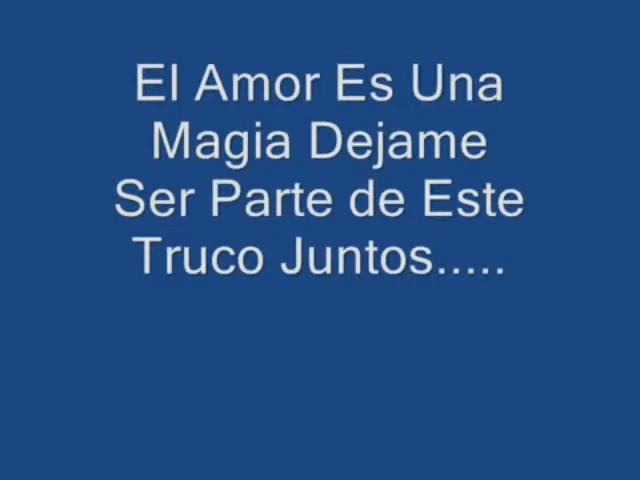 El Amor Es Una
Magia Dejame
Ser Parte de Este
Truco Juntos.....